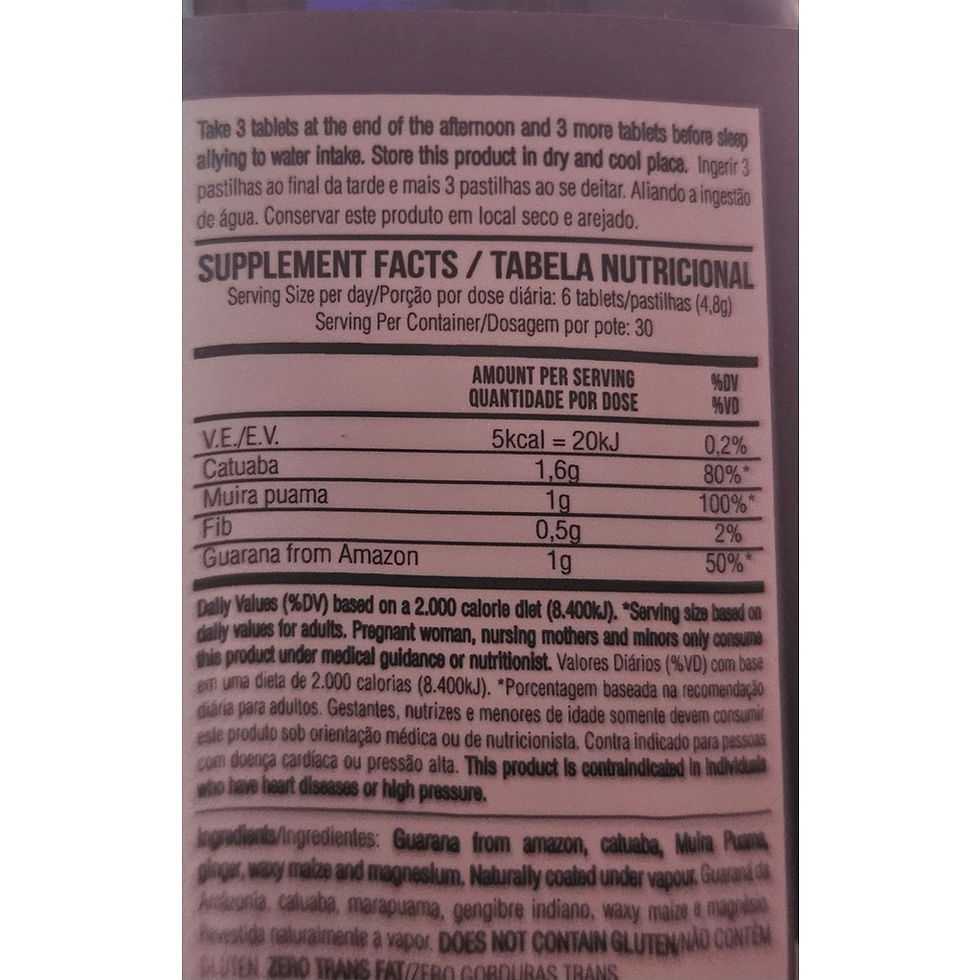 Take 3 tablets at the end of the afternoon and 3 more tablets before sleep
allying to water intake. Store this product in dry and cool place. Ingerir 3
pastilhas ao final da tarde e mais 3 pastilhas ao se deitar. Aliando a ingestão
de água. Conservar este produto em local seco e arejado.
SUPPLEMENT FACTS / TABELA NUTRICIONAL
Serving Size per day/Porção por dose diária: 6 tablets/pastilhas (4,8g)
Serving Per Container/Dosagem por pote: 30
AMOUNT PER SERVING %DV
QUANTIDADE POR DOSE %VD
V.E./E.V. 5kcal = 20kJ 0,2%
Catuaba 1,6g 80%*
Muira puama 1g 100%*
Fib 0,5g 2%
Guarana from Amazon 1g 50%*
Daily Values (%DV) based on a 2.000 calorie diet (8.400kJ). *Serving size based on
daily values for adults. Pregnant woman, nursing mothers and minors only consume
this product under medical guidance or nutritionist. Valores Diários (%VD) com base
em uma dieta de 2.000 calorias (8.400kJ). *Porcentagem baseada na recomendação
diária para adultos. Gestantes, nutrizes e menores de idade somente devem consumir
este produto sob orientação médica ou de nutricionista. Contra indicado para pessoas
com doença cardíaca ou pressão alta. This product is contraindicated in individuals
who have heart diseases or high pressure.
Ingredients/Ingredientes: Guarana from amazon, catuaba, Muira Puama,
ginger, waxy maize and magnesium. Naturally coated under vapour. Guaraná da
Amazonia, catuaba, marapuama, gengibre indiano, waxy maize e magnésio
Revestida naturalmente a vapor. DOES NOT CONTAIN GLUTEN/NÃO CONTÉM
GLUTEN. ZERO TRANS FAT/ZERO GORDURAS TRANS